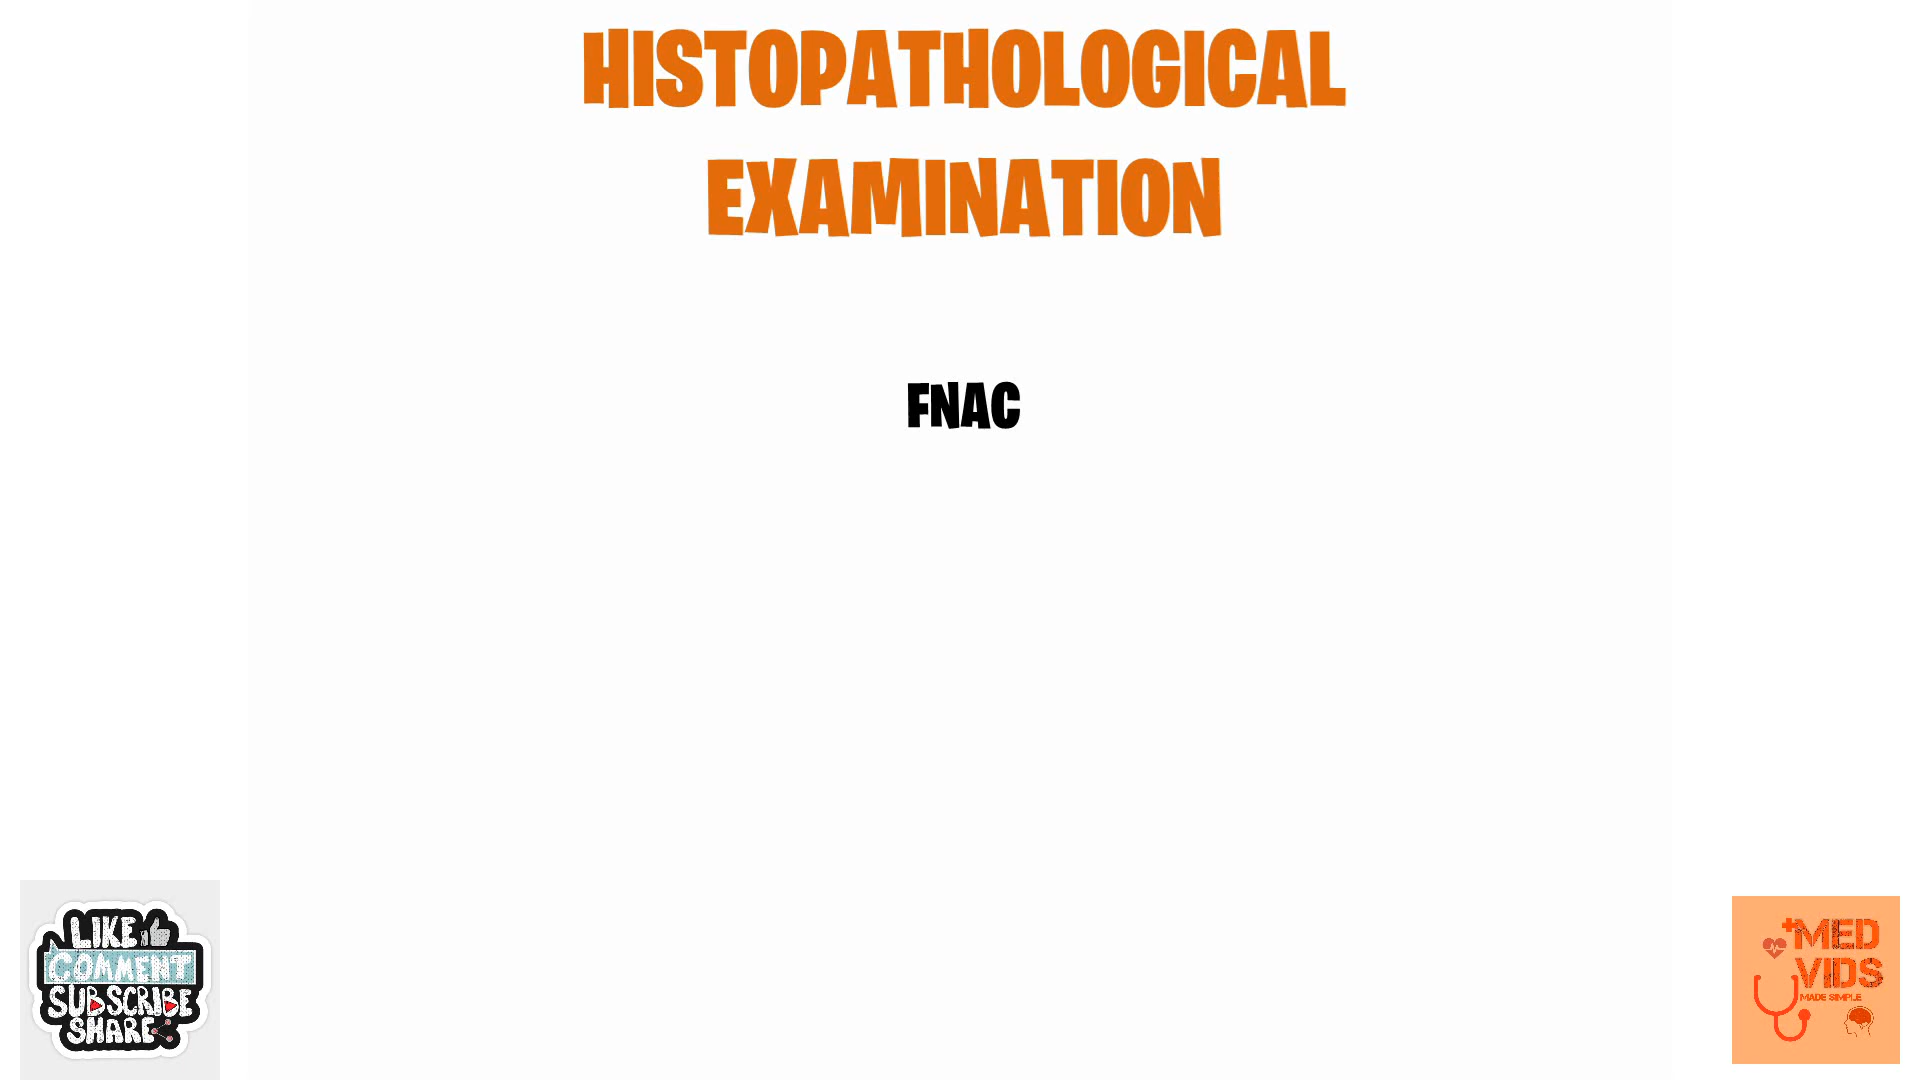 HISTOPATHOLOGICAL
EXAMINATION
FNAC
LIKE
COMMENT
SUBSCRIBE
SHARE
MED
VIDS
MADE SIMPLE